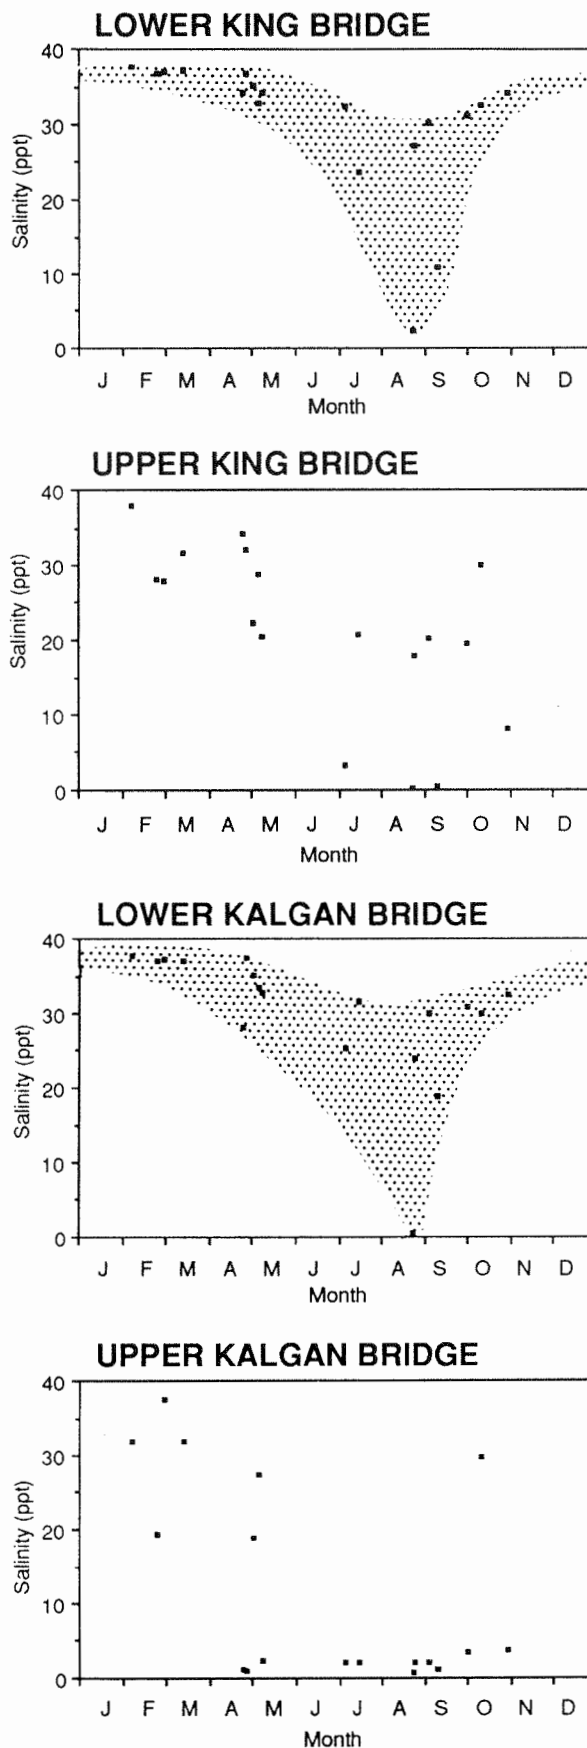 LOWER KING BRIDGE
40
30
20
10
0
Salinity (ppt)
J F M A M J J A S O N D
Month
UPPER KING BRIDGE
40
30
20
10
0
Salinity (ppt)
J F M A M J J A S O N D
Month
LOWER KALGAN BRIDGE
40
30
20
10
0
Salinity (ppt)
J F M A M J J A S O N D
Month
UPPER KALGAN BRIDGE
40
30
20
10
0
Salinity (ppt)
J F M A M J J A S O N D
Month